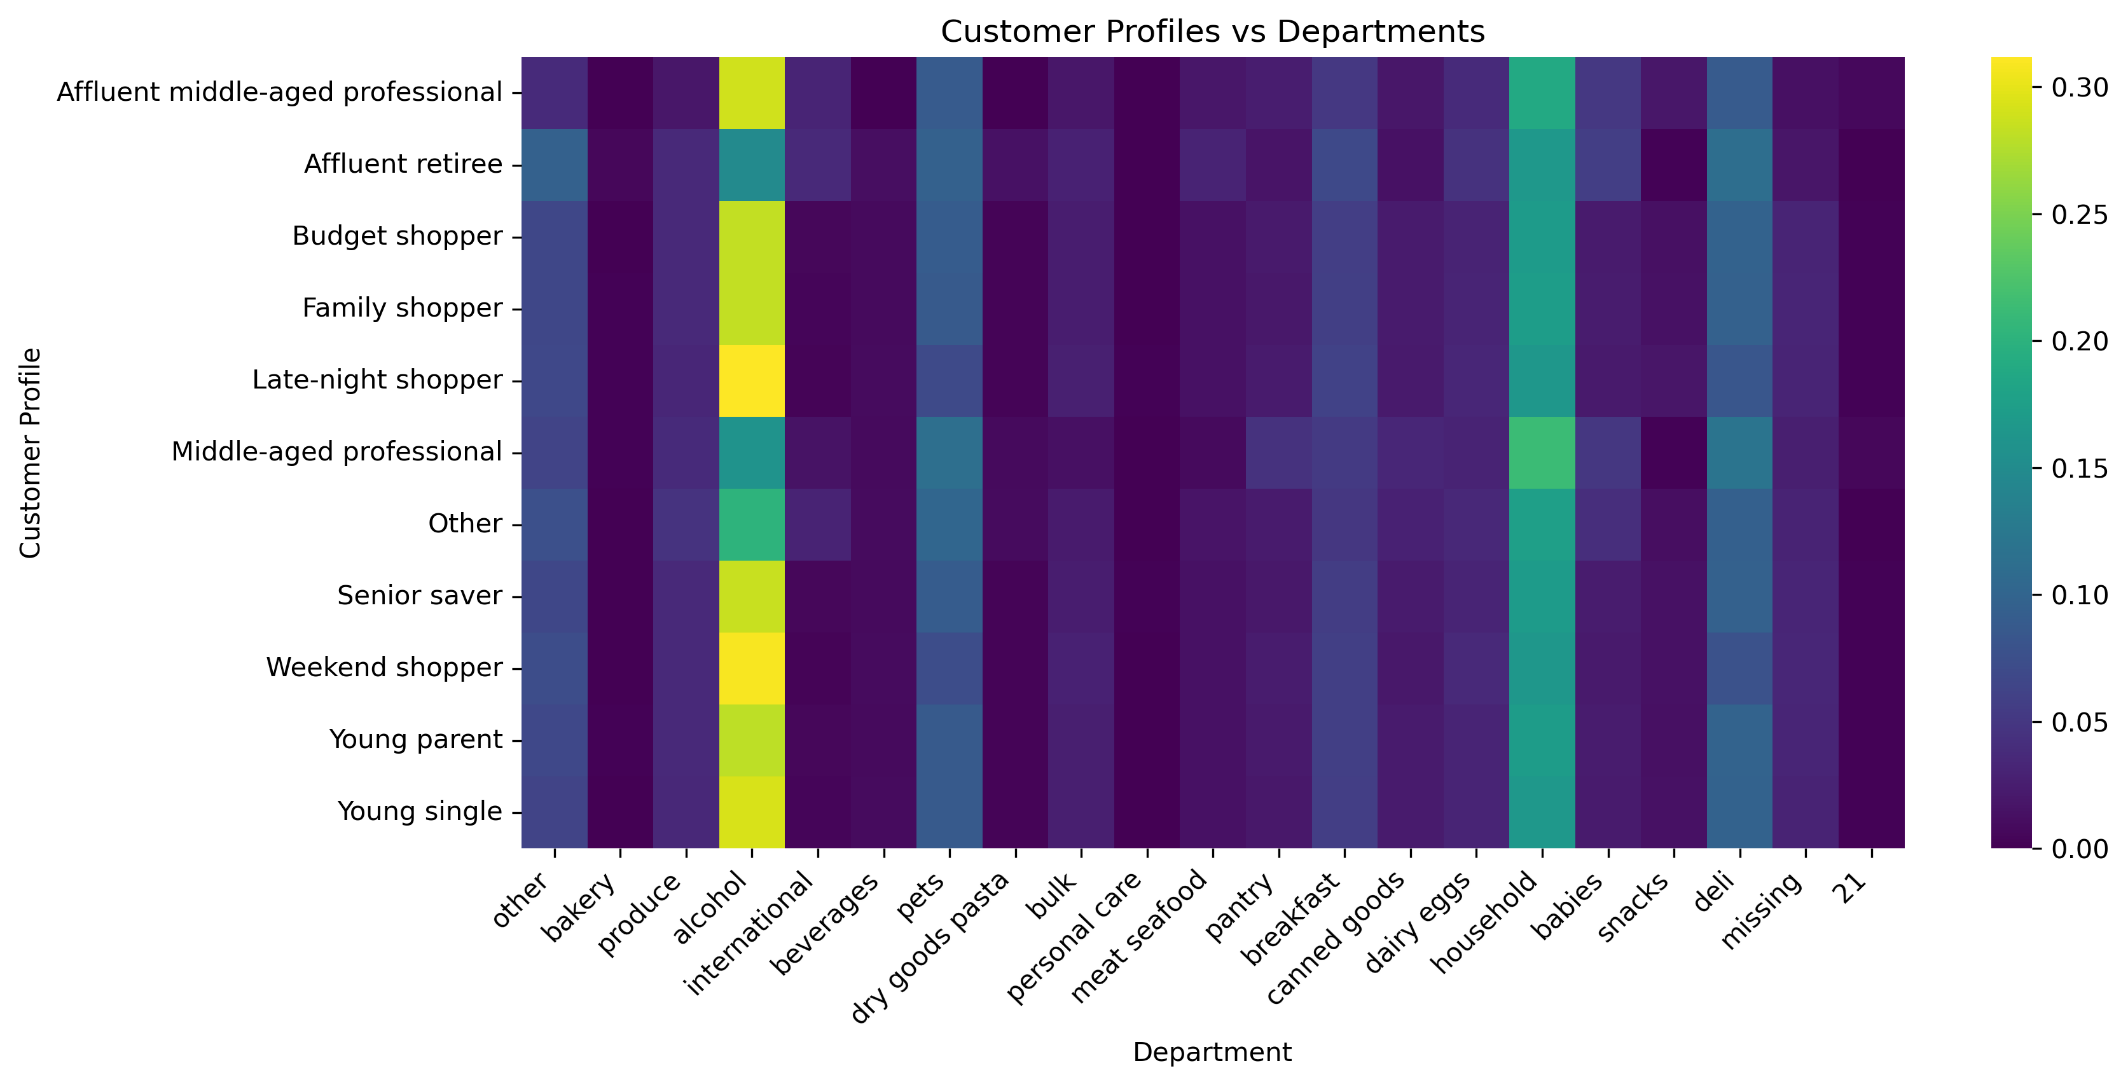 Customer Profiles vs Departments
Customer Profile
Affluent middle-aged professional
Affluent retiree
Budget shopper
Family shopper
Late-night shopper
Middle-aged professional
Other
Senior saver
Weekend shopper
Young parent
Young single
other
bakery
produce
alcohol
international
beverages
pets
dry goods pasta
bulk
personal care
meat seafood
pantry
breakfast
canned goods
dairy eggs
household
babies
snacks
deli
missing
21
Department
0.30
0.25
0.20
0.15
0.10
0.05
0.00